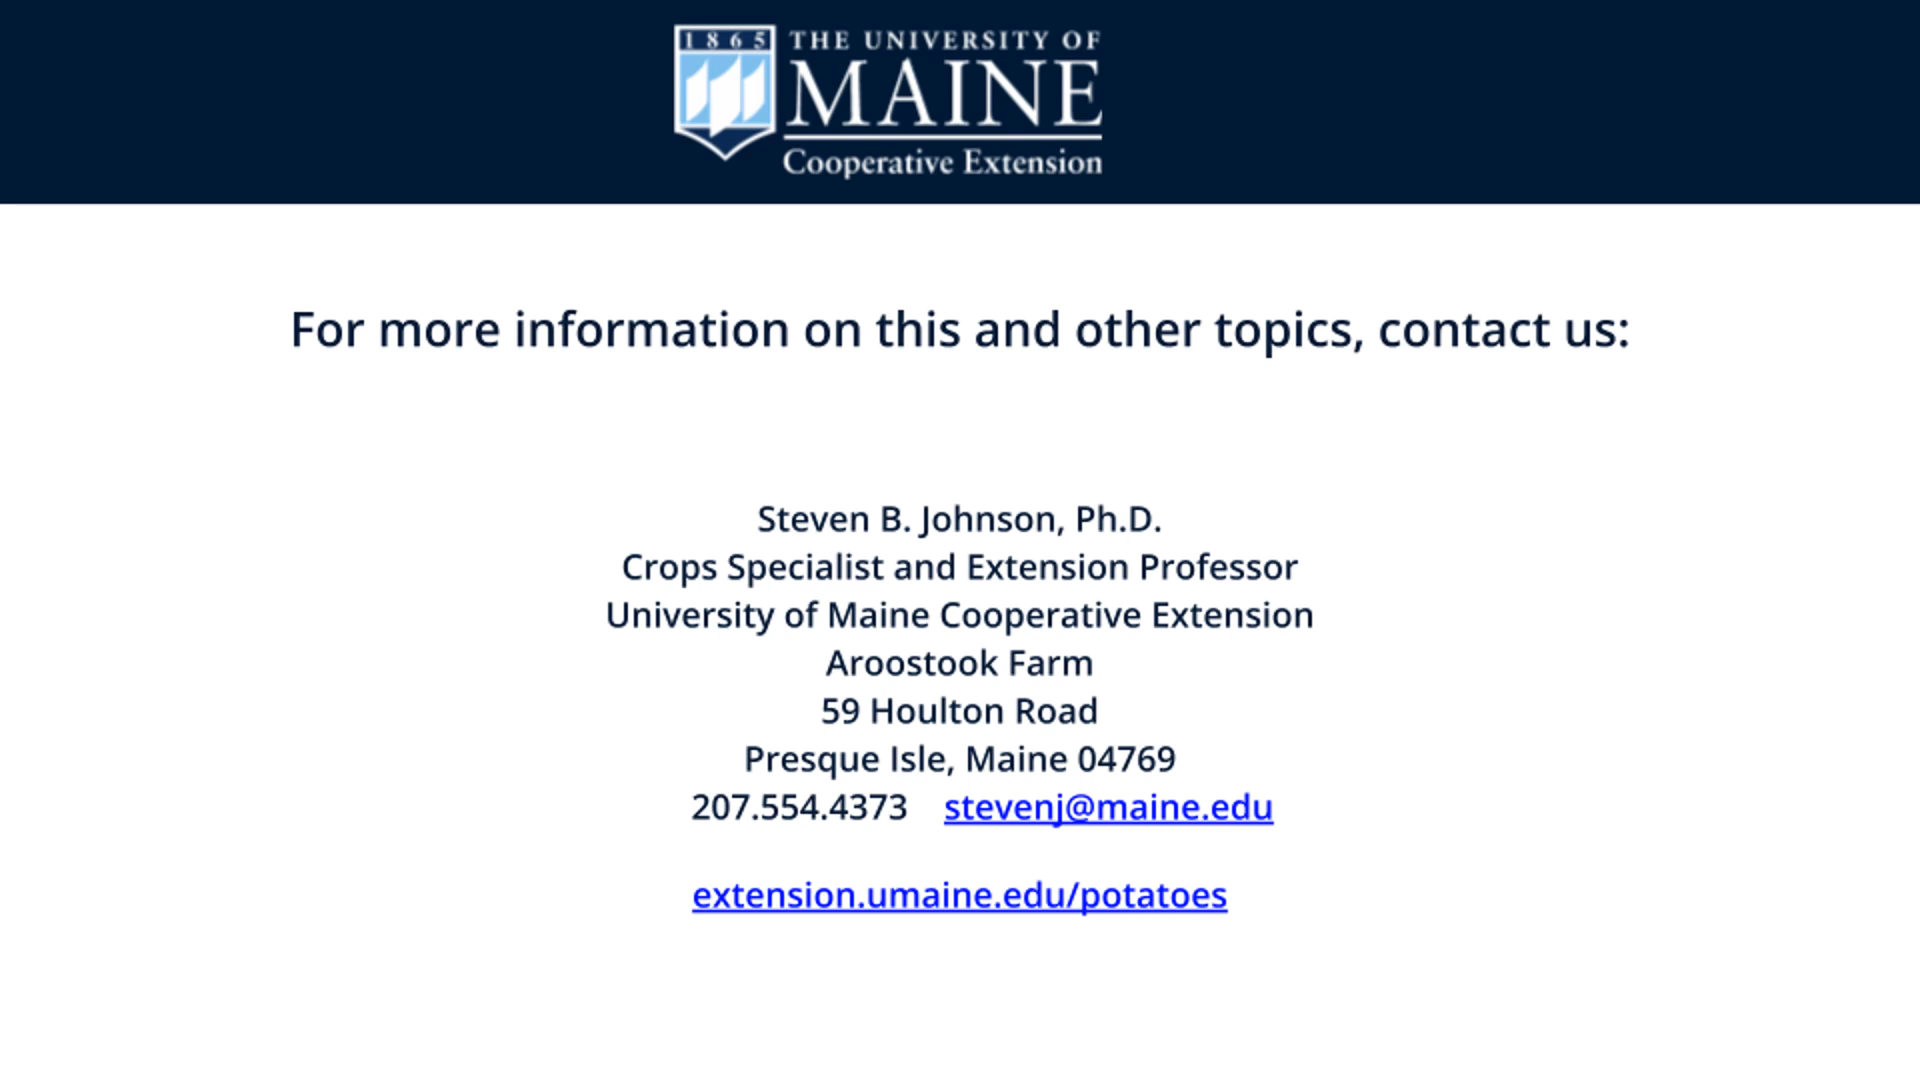 1865
THE UNIVERSITY OF
MAINE
Cooperative Extension
For more information on this and other topics, contact us:
Steven B. Johnson, Ph.D.
Crops Specialist and Extension Professor
University of Maine Cooperative Extension
Aroostook Farm
59 Houlton Road
Presque Isle, Maine 04769
207.554.4373 stevenj@maine.edu
extension.umaine.edu/potatoes